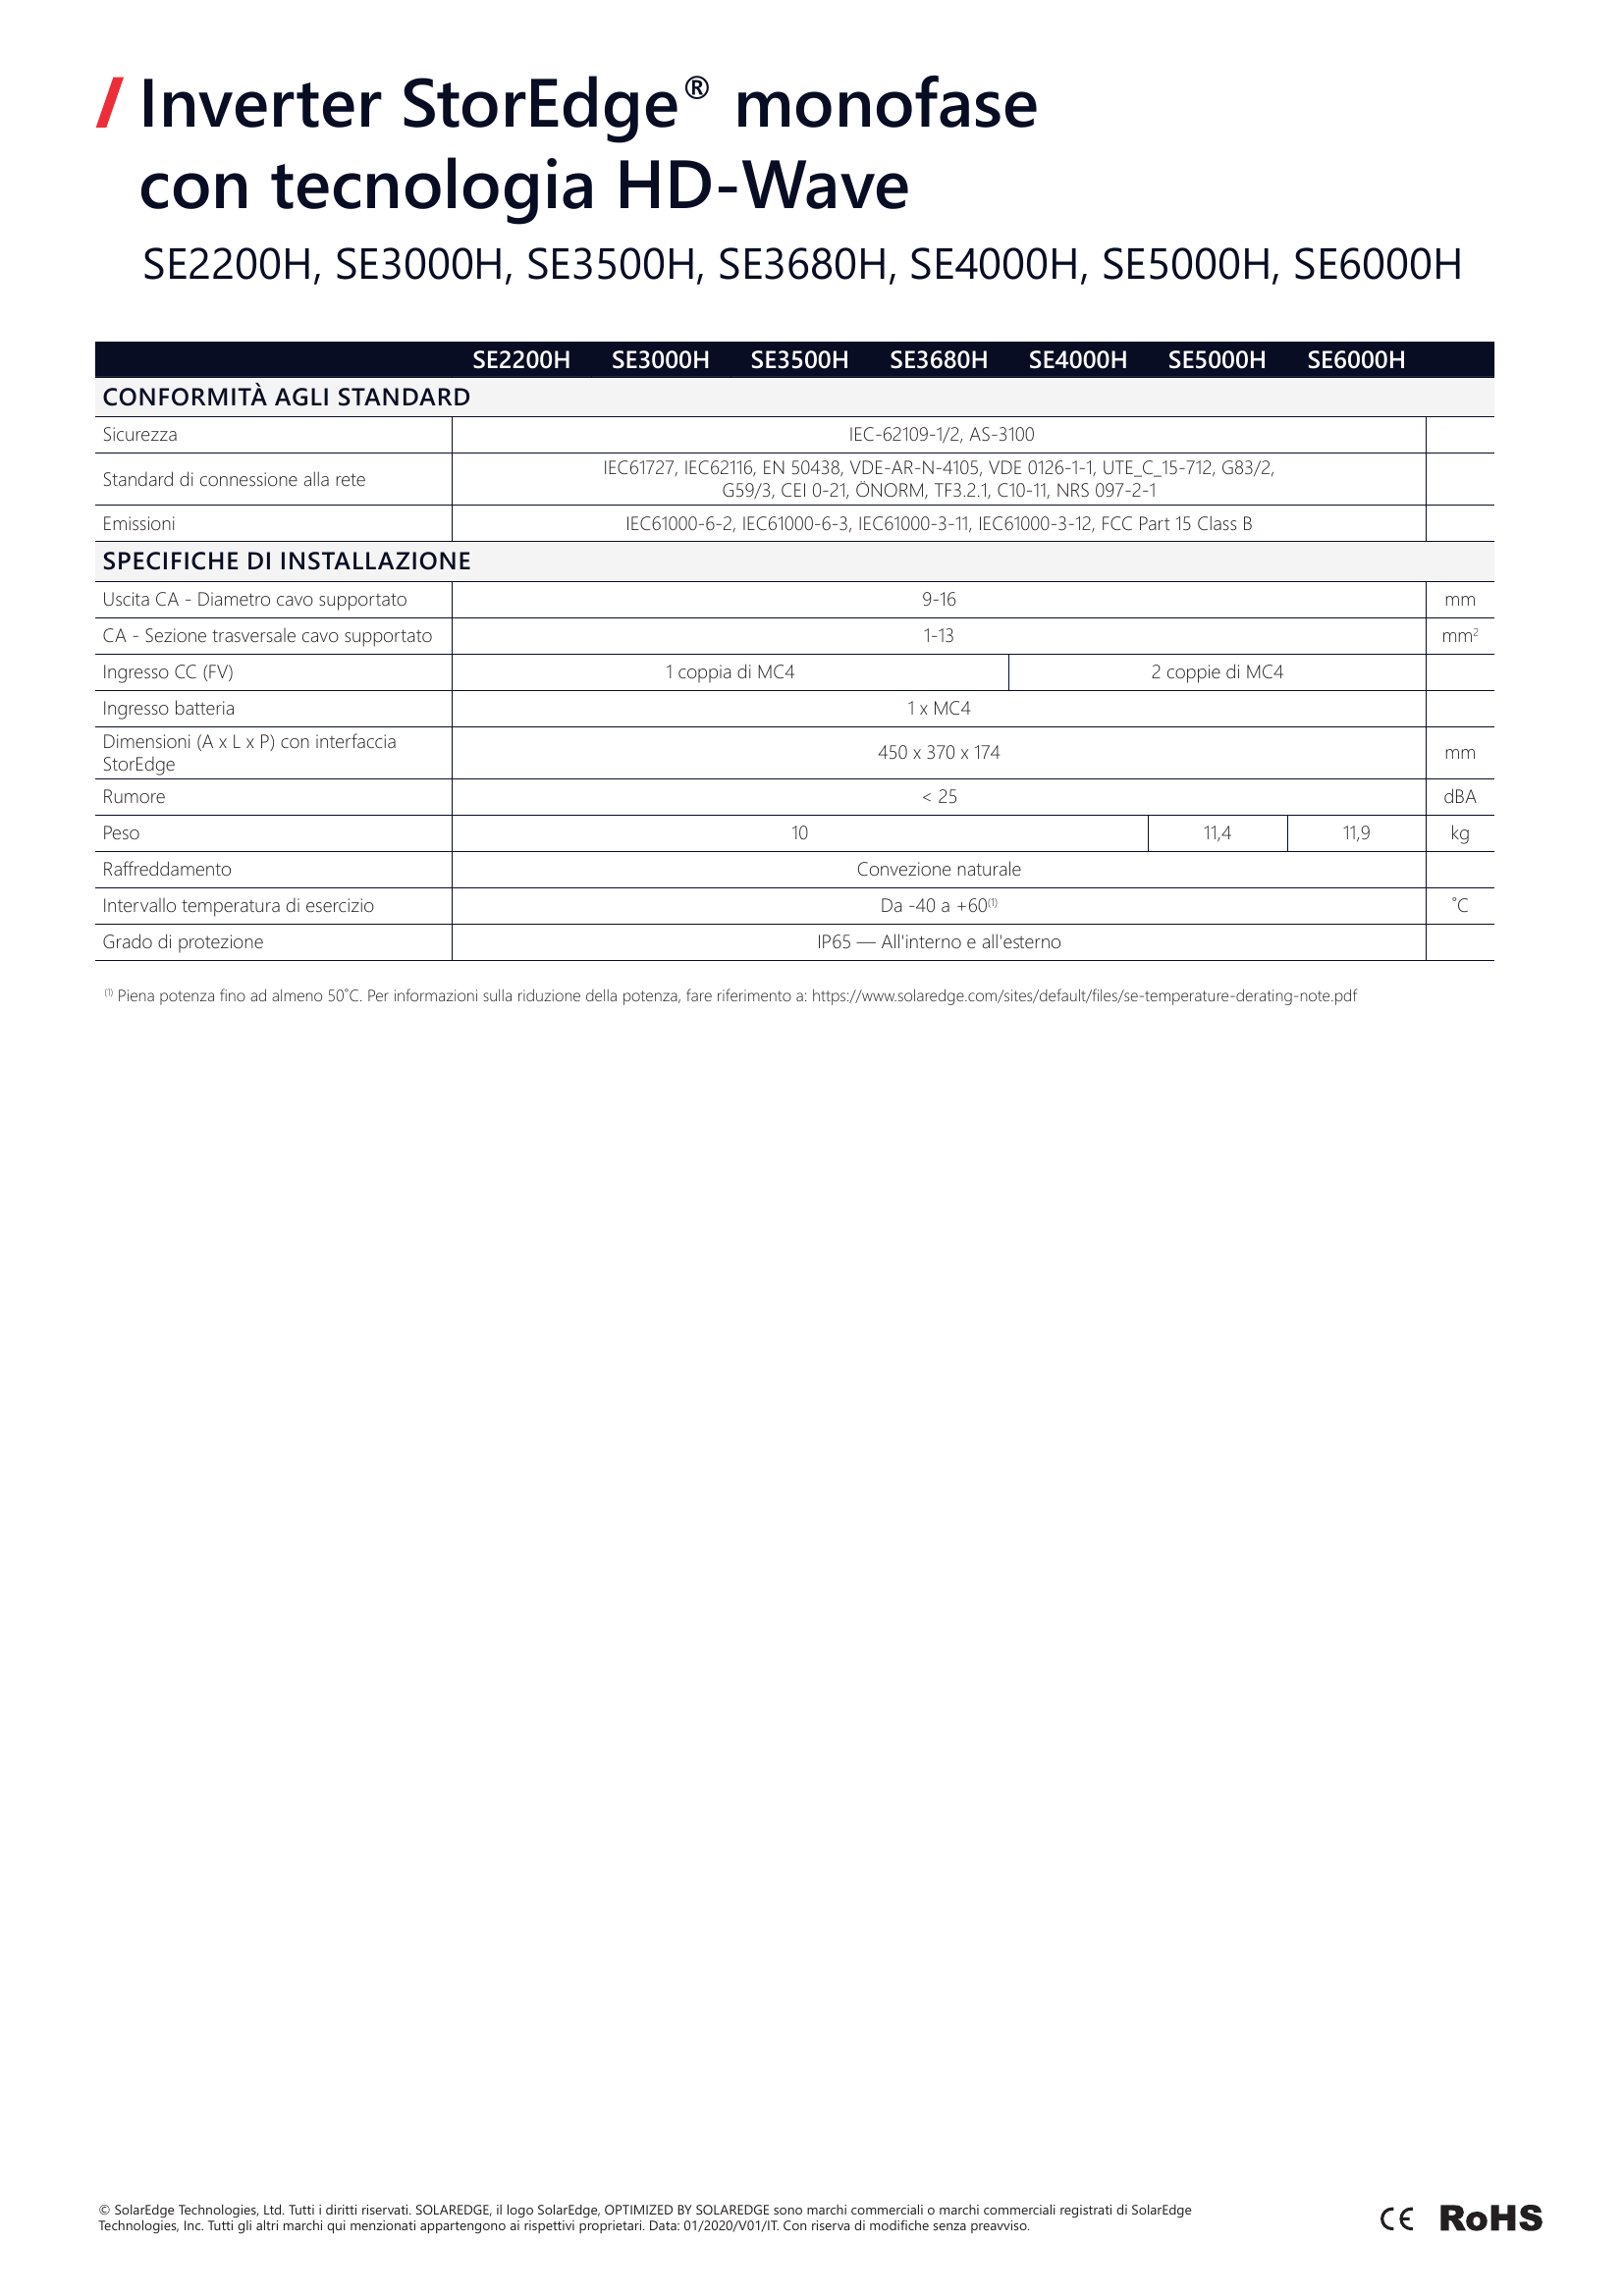 / Inverter StorEdge® monofase
con tecnologia HD-Wave
SE2200H, SE3000H, SE3500H, SE3680H, SE4000H, SE5000H, SE6000H
SE2200H SE3000H SE3500H SE3680H SE4000H SE5000H SE6000H
CONFORMITÀ AGLI STANDARD
Sicurezza IEC-62109-1/2, AS-3100
Standard di connessione alla rete IEC61727, IEC62116, EN 50438, VDE-AR-N-4105, VDE 0126-1-1, UTE_C_15-712, G83/2,
G59/3, CEI 0-21, ÖNORM, TF3.2.1, C10-11, NRS 097-2-1
Emissioni IEC61000-6-2, IEC61000-6-3, IEC61000-3-11, IEC61000-3-12, FCC Part 15 Class B
SPECIFICHE DI INSTALLAZIONE
Uscita CA - Diametro cavo supportato 9-16 mm
CA - Sezione trasversale cavo supportato 1-13 mm²
Ingresso CC (FV) 1 coppia di MC4 2 coppie di MC4
Ingresso batteria 1 x MC4
Dimensioni (A x L x P) con interfaccia
StorEdge 450 x 370 x 174 mm
Rumore < 25 dBA
Peso 10 11,4 11,9 kg
Raffreddamento Convezione naturale
Intervallo temperatura di esercizio Da -40 a +60⁽¹⁾ ˚C
Grado di protezione IP65 — All'interno e all'esterno
⁽¹⁾ Piena potenza fino ad almeno 50˚C. Per informazioni sulla riduzione della potenza, fare riferimento a: https://www.solaredge.com/sites/default/files/se-temperature-derating-note.pdf
© SolarEdge Technologies, Ltd. Tutti i diritti riservati. SOLAREDGE, il logo SolarEdge, OPTIMIZED BY SOLAREDGE sono marchi commerciali o marchi commerciali registrati di SolarEdge
Technologies, Inc. Tutti gli altri marchi qui menzionati appartengono ai rispettivi proprietari. Data: 01/2020/V01/IT. Con riserva di modifiche senza preavviso.
CE RoHS